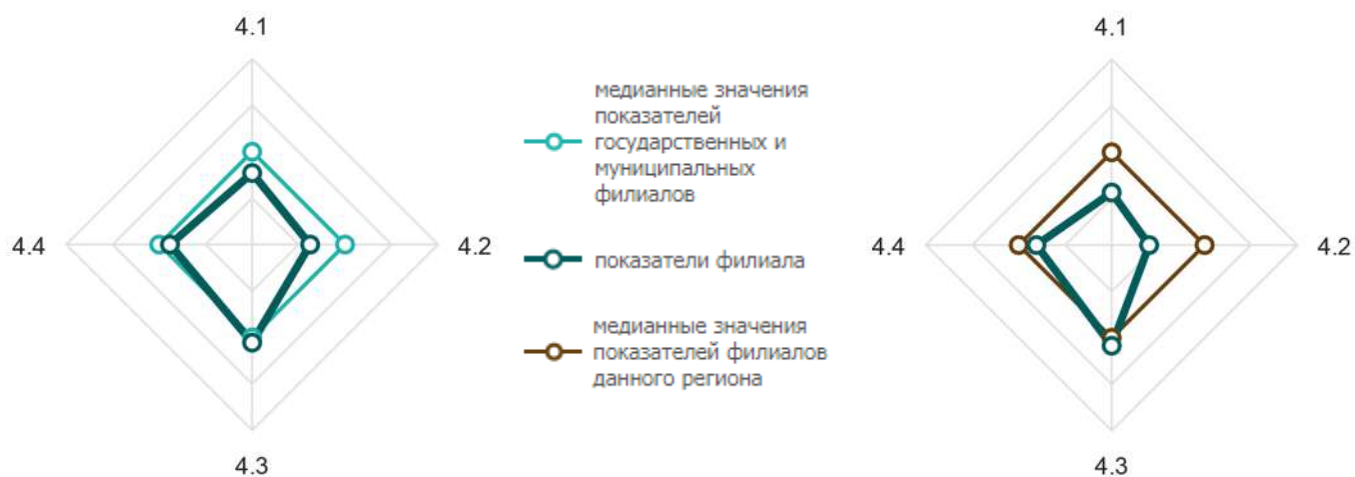 4.1
4.4
4.2
4.3
медианные значения
показателей
государственных и
муниципальных
филиалов
показатели филиала
медианные значения
показателей филиалов
данного региона
4.1
4.4
4.2
4.3